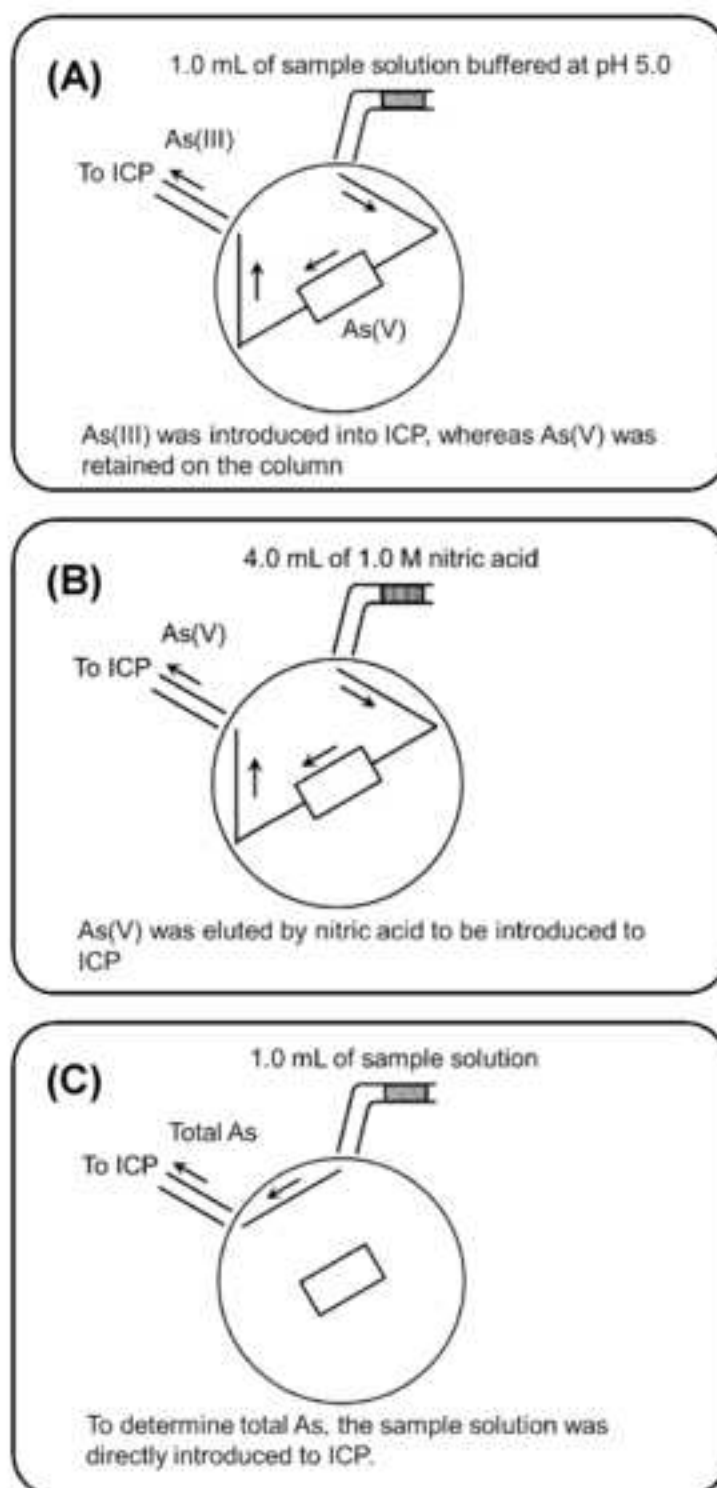 (A)
1.0 mL of sample solution buffered at pH 5.0
As(III)
To ICP
As(V)
As(III) was introduced into ICP, whereas As(V) was
retained on the column
(B)
4.0 mL of 1.0 M nitric acid
As(V)
To ICP
As(V) was eluted by nitric acid to be introduced to
ICP
(C)
1.0 mL of sample solution
Total As
To ICP
To determine total As, the sample solution was
directly introduced to ICP.